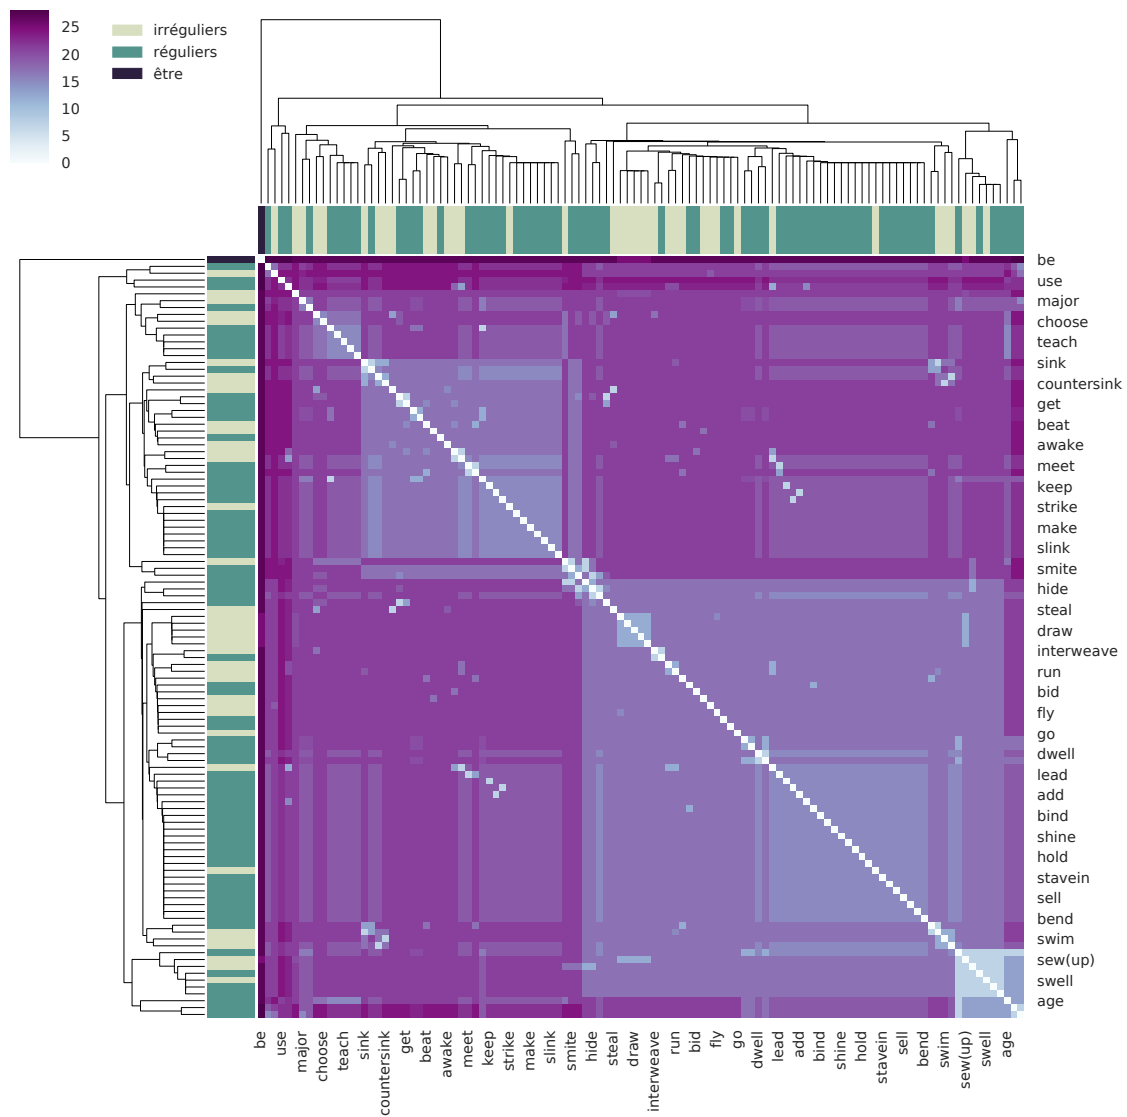 25
20
15
10
5
0
irréguliers
réguliers
être
be
use
major
choose
teach
sink
countersink
get
beat
awake
meet
keep
strike
make
slink
smite
hide
steal
draw
interweave
run
bid
fly
go
dwell
lead
add
bind
shine
hold
stavein
sell
bend
swim
sew(up)
swell
age
be
use
major
choose
teach
sink
countersink
get
beat
awake
meet
keep
strike
make
slink
smite
hide
steal
draw
interweave
run
bid
fly
go
dwell
lead
add
bind
shine
hold
stavein
sell
bend
swim
sew(up)
swell
age